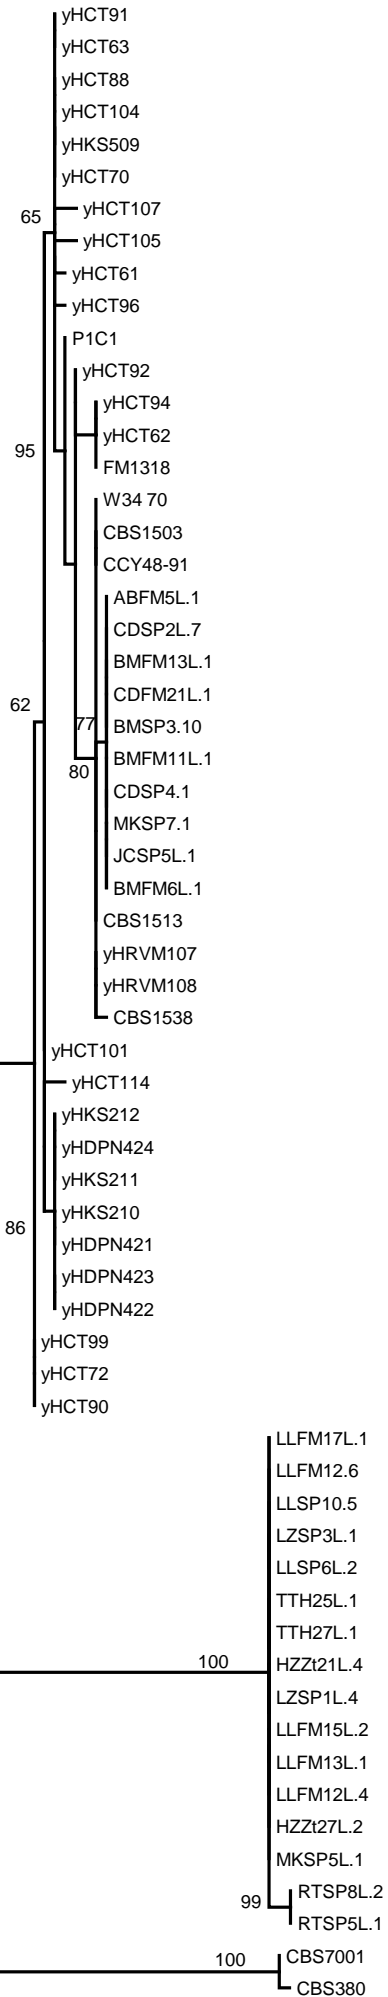 yHCT91
yHCT63
yHCT88
yHCT104
yHKS509
yHCT70
yHCT107
65
yHCT105
yHCT61
yHCT96
P1C1
yHCT92
yHCT94
yHCT62
95
FM1318
W34 70
CBS1503
CCY48-91
ABFM5L.1
CDSP2L.7
BMFM13L.1
CDFM21L.1
62
77
BMSP3.10
BMFM11L.1
80
CDSP4.1
MKSP7.1
JCSP5L.1
BMFM6L.1
CBS1513
yHRVM107
yHRVM108
CBS1538
yHCT101
yHCT114
yHKS212
yHDPN424
yHKS211
yHKS210
86
yHDPN421
yHDPN423
yHDPN422
yHCT99
yHCT72
yHCT90
LLFM17L.1
LLFM12.6
LLSP10.5
LZSP3L.1
LLSP6L.2
TTH25L.1
TTH27L.1
100
HZZt21L.4
LZSP1L.4
LLFM15L.2
LLFM13L.1
LLFM12L.4
HZZt27L.2
MKSP5L.1
RTSP8L.2
99
RTSP5L.1
100
CBS7001
CBS380